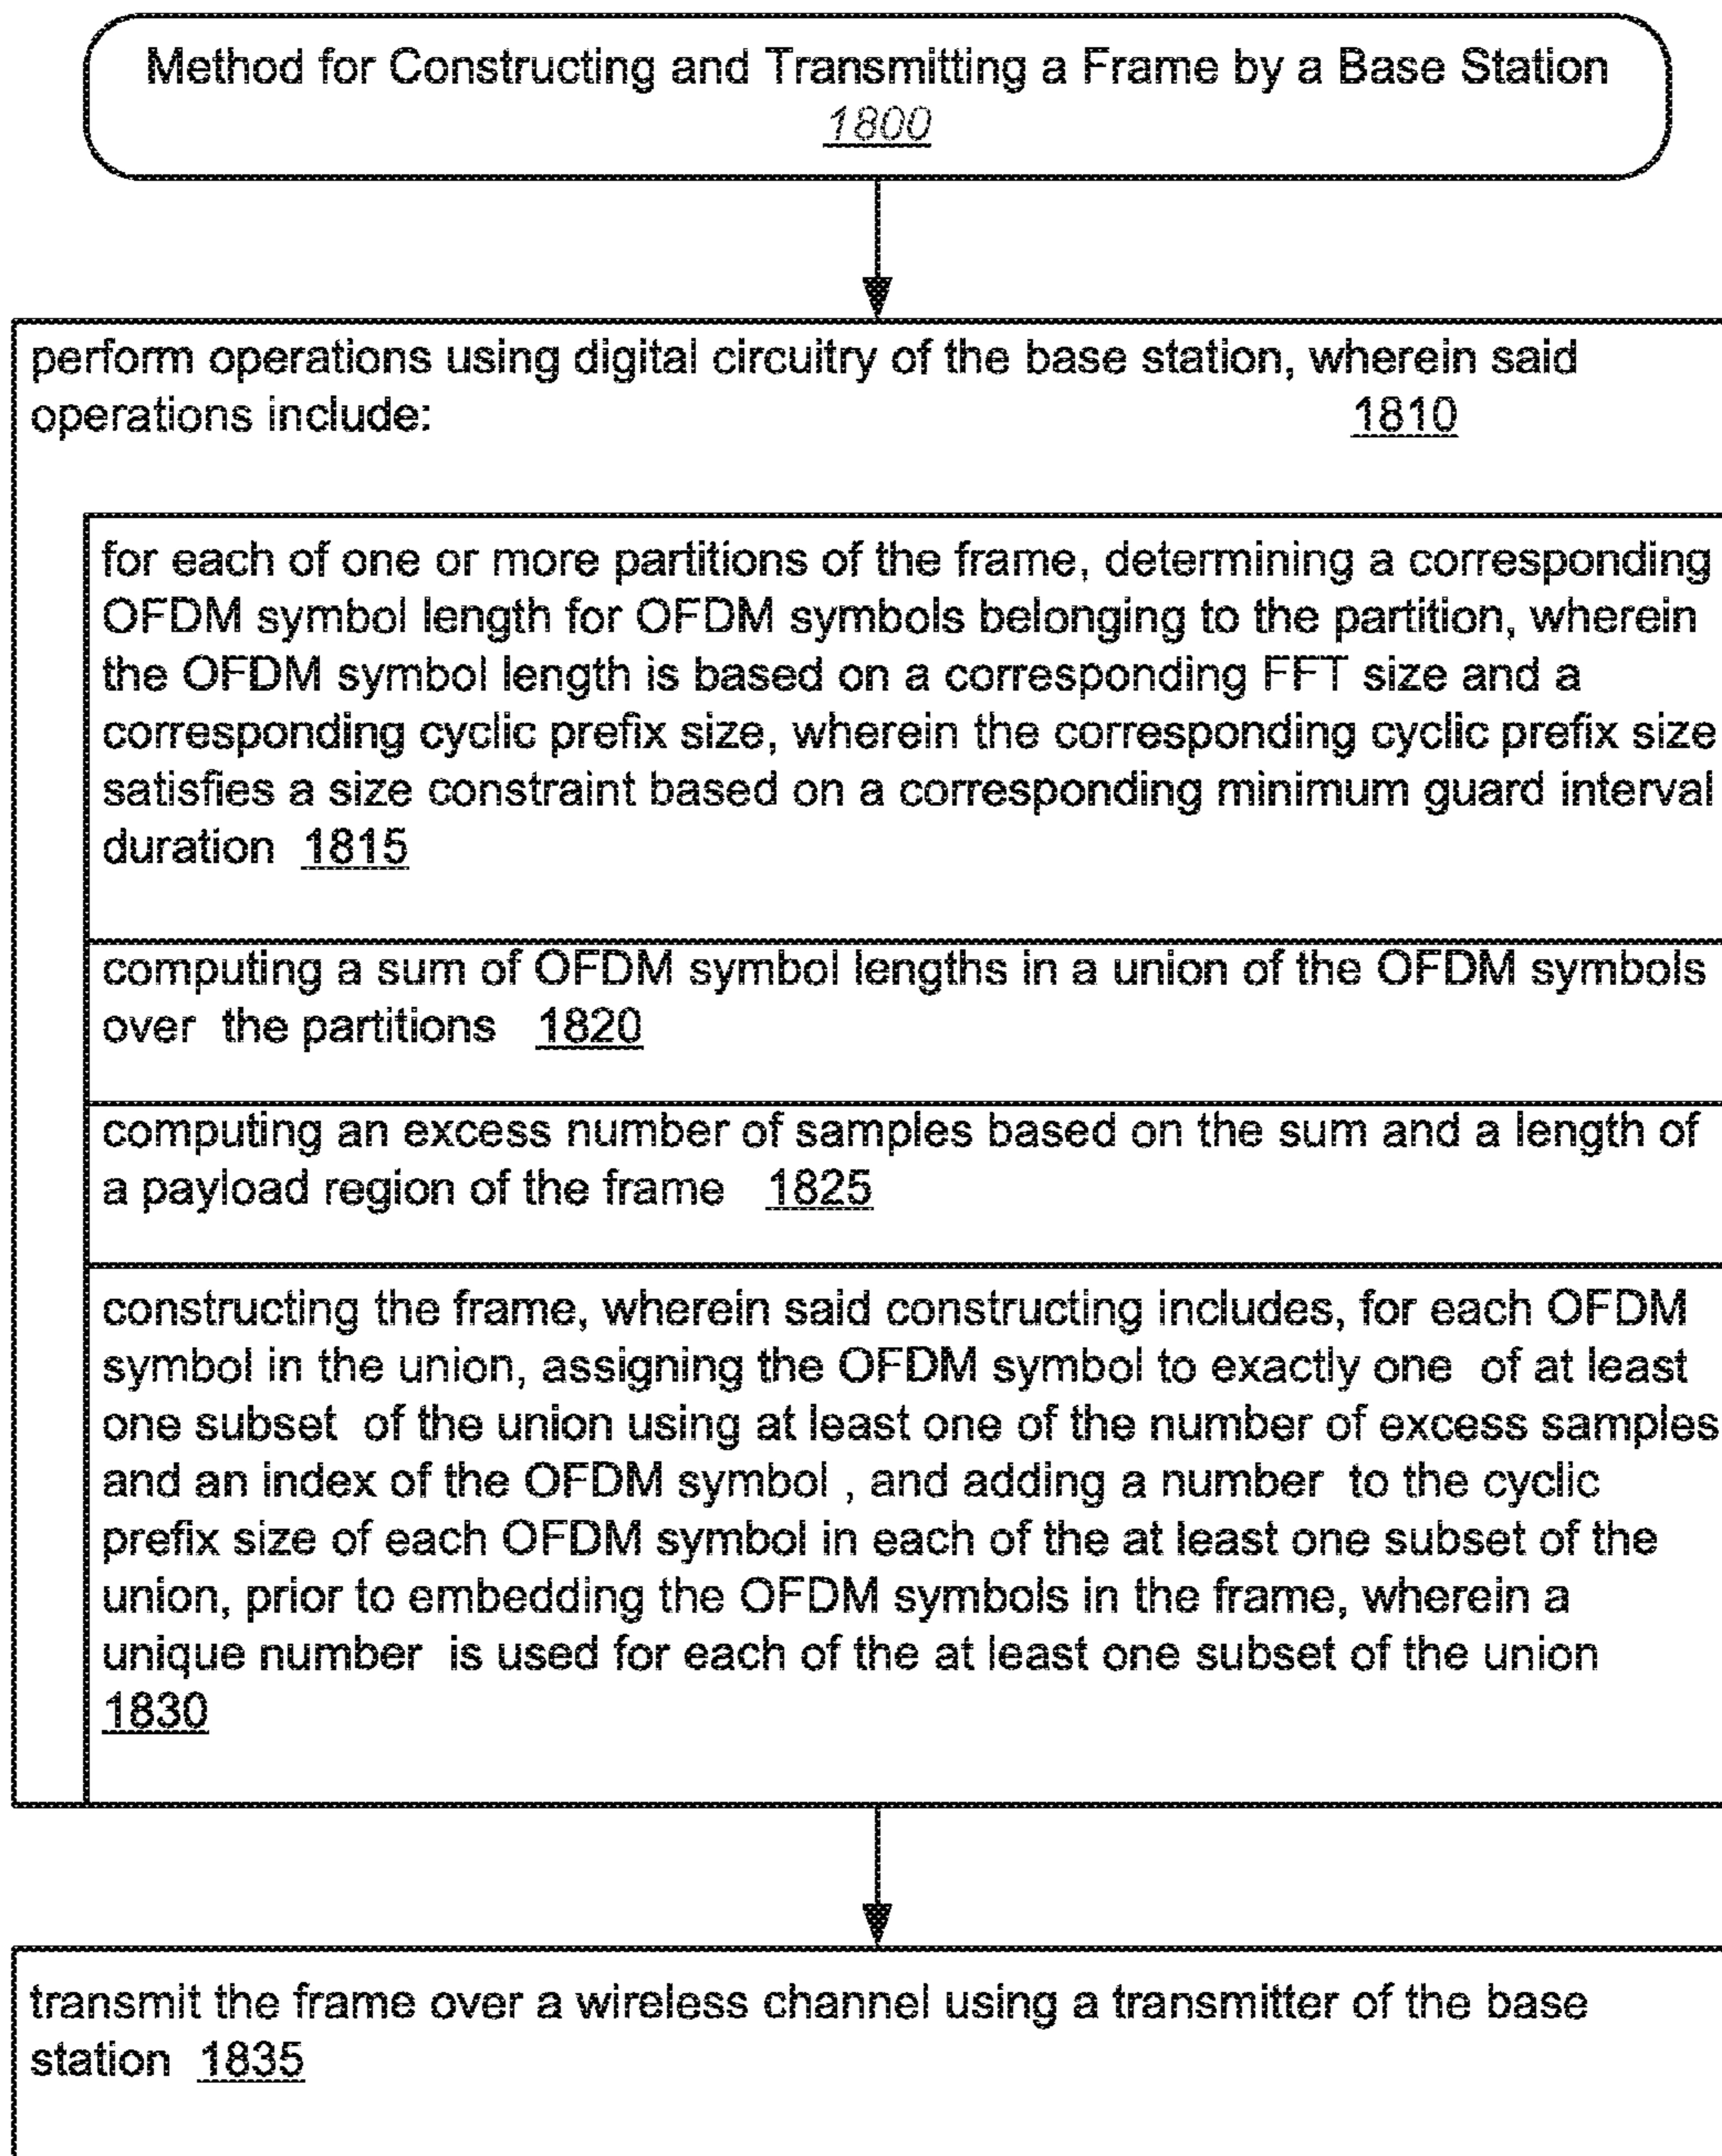 Method for Constructing and Transmitting a Frame by a Base Station
1800
perform operations using digital circuitry of the base station, wherein said
operations include: 1810
for each of one or more partitions of the frame, determining a corresponding
OFDM symbol length for OFDM symbols belonging to the partition, wherein
the OFDM symbol length is based on a corresponding FFT size and a
corresponding cyclic prefix size, wherein the corresponding cyclic prefix size
satisfies a size constraint based on a corresponding minimum guard interval
duration 1815
computing a sum of OFDM symbol lengths in a union of the OFDM symbols
over the partitions 1820
computing an excess number of samples based on the sum and a length of
a payload region of the frame 1825
constructing the frame, wherein said constructing includes, for each OFDM
symbol in the union, assigning the OFDM symbol to exactly one of at least
one subset of the union using at least one of the number of excess samples
and an index of the OFDM symbol , and adding a number to the cyclic
prefix size of each OFDM symbol in each of the at least one subset of the
union, prior to embedding the OFDM symbols in the frame, wherein a
unique number is used for each of the at least one subset of the union
1830
transmit the frame over a wireless channel using a transmitter of the base
station 1835